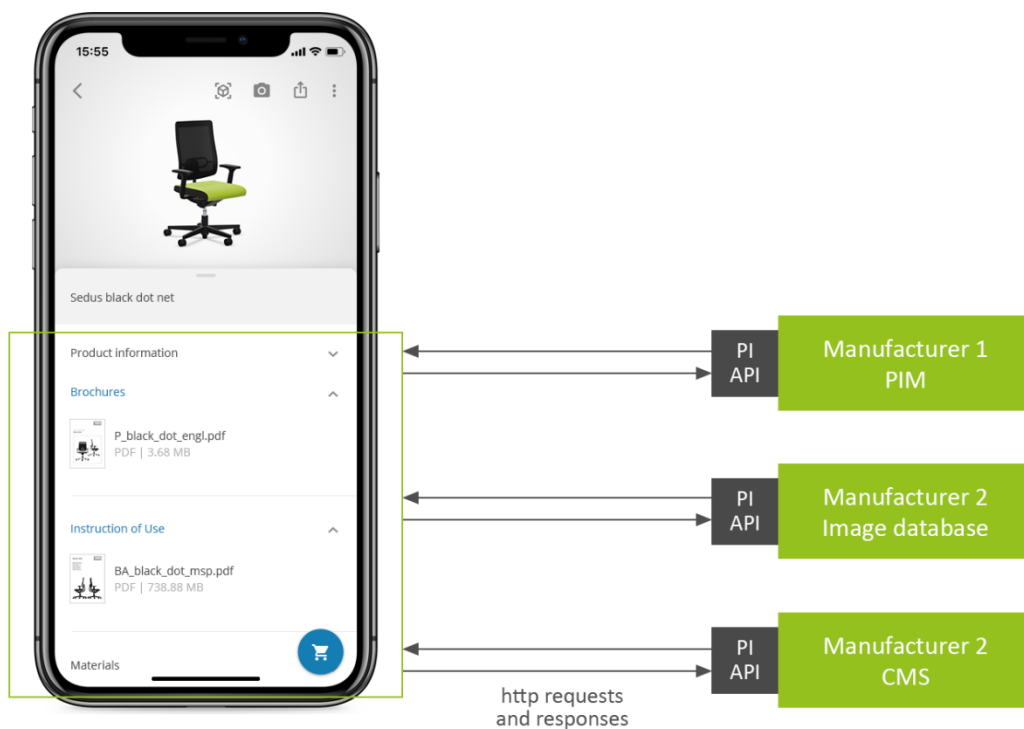 15:55
Sedus black dot net
Product information
Brochures
P_black_dot_engl.pdf
PDF | 3.68 MB
Instruction of Use
BA_black_dot_msp.pdf
PDF | 738.88 MB
Materials
PI
API
Manufacturer 1
PIM
PI
API
Manufacturer 2
Image database
PI
API
Manufacturer 2
CMS
http requests
and responses